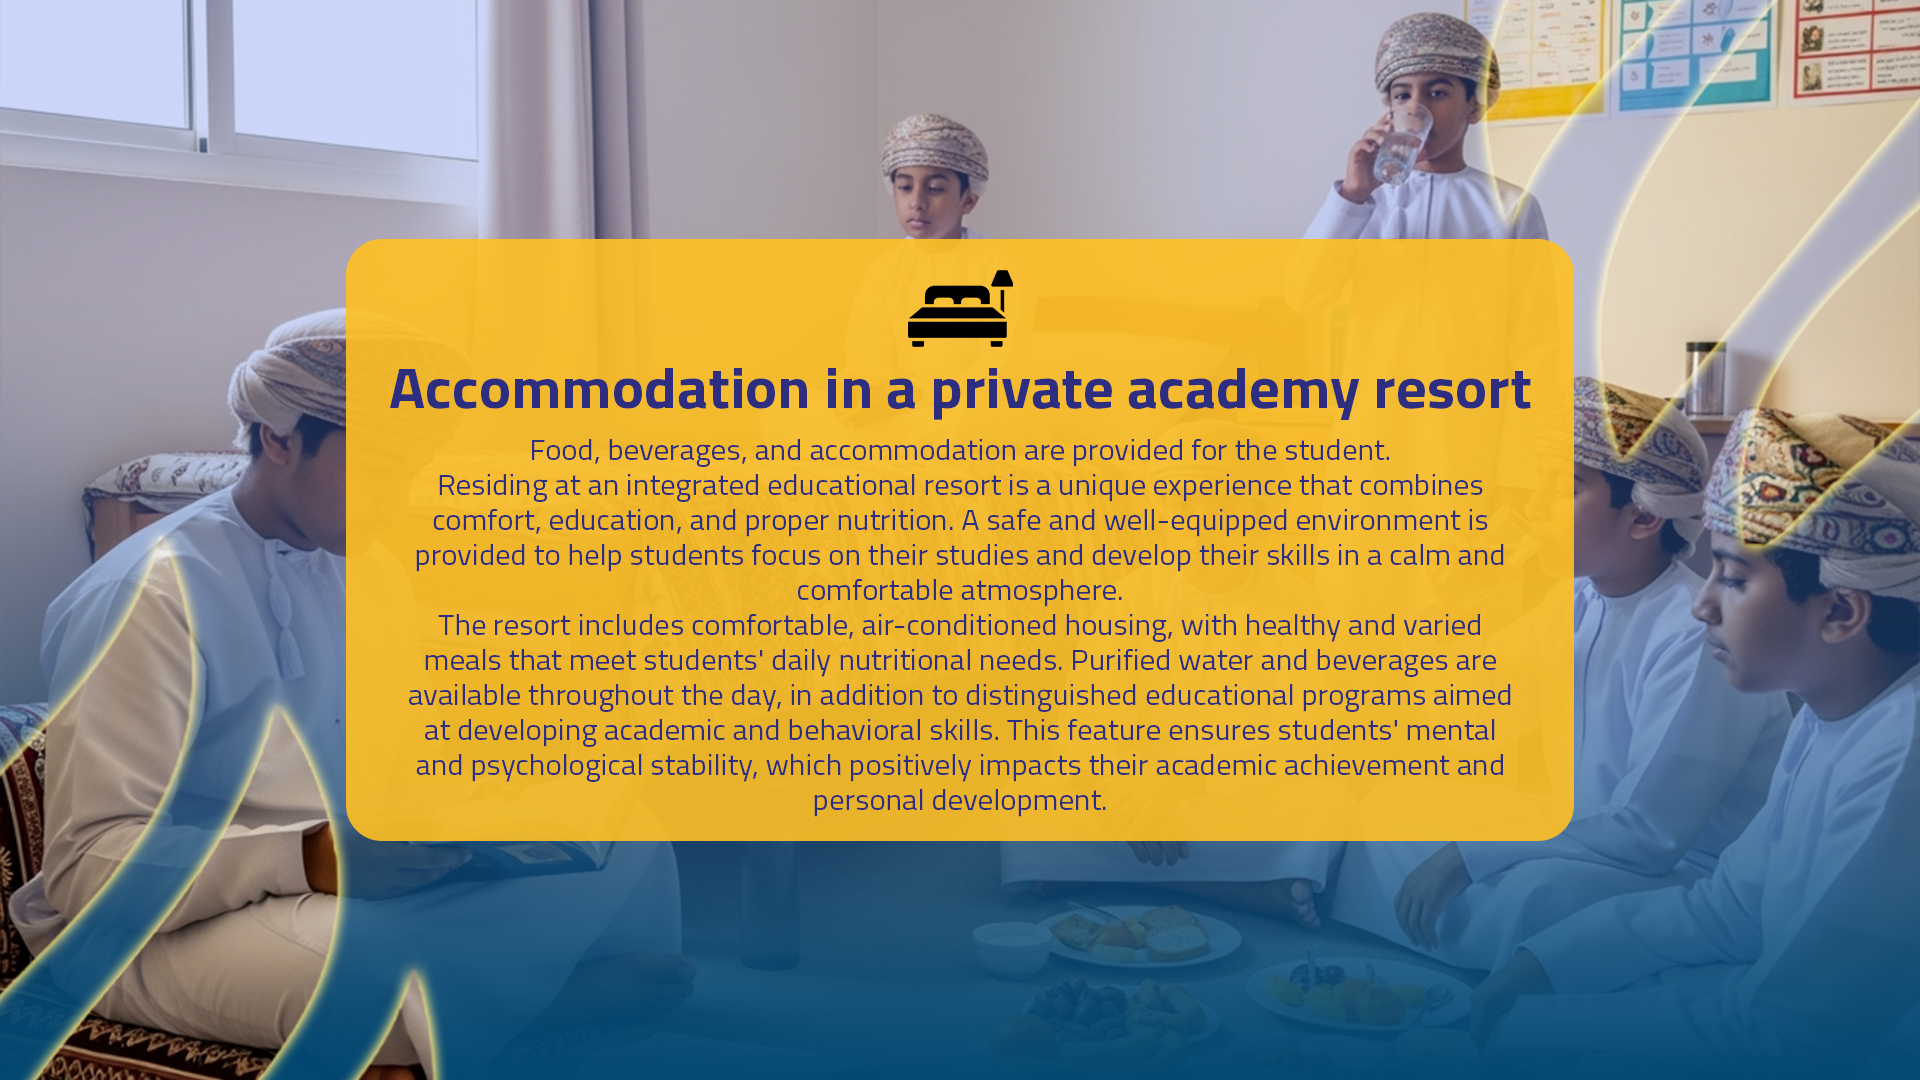 Accommodation in a private academy resort
Food, beverages, and accommodation are provided for the student.
Residing at an integrated educational resort is a unique experience that combines
comfort, education, and proper nutrition. A safe and well-equipped environment is
provided to help students focus on their studies and develop their skills in a calm and
comfortable atmosphere.
The resort includes comfortable, air-conditioned housing, with healthy and varied
meals that meet students' daily nutritional needs. Purified water and beverages are
available throughout the day, in addition to distinguished educational programs aimed
at developing academic and behavioral skills. This feature ensures students' mental
and psychological stability, which positively impacts their academic achievement and
personal development.